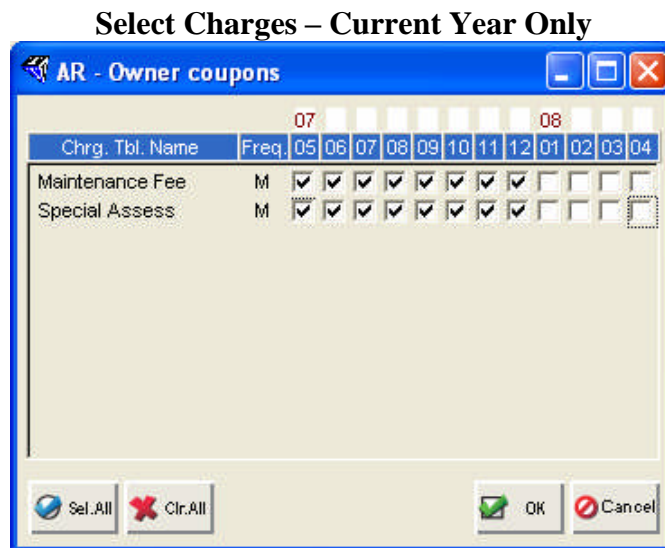 Select Charges – Current Year Only
AR - Owner coupons
07 08
Chrg. Tbl. Name Freq. 05 06 07 08 09 10 11 12 01 02 03 04
Maintenance Fee M
Special Assess M
Sel.All Clr.All OK Cancel